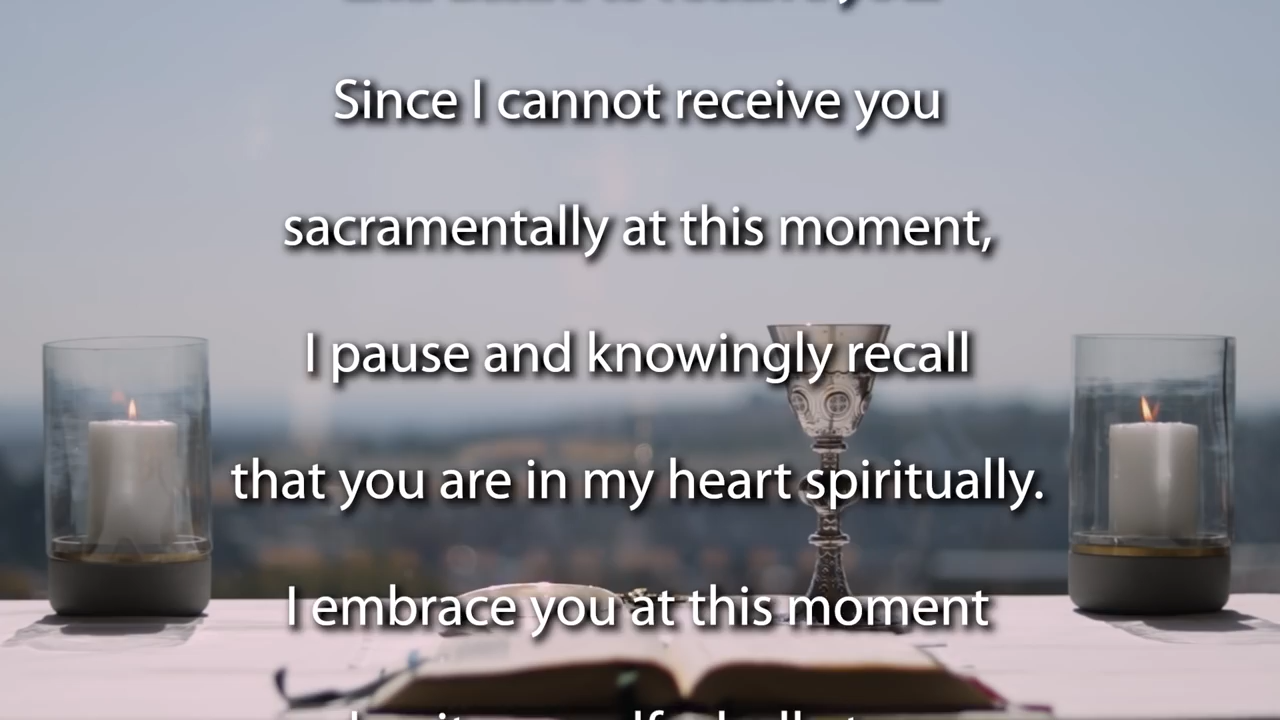 Since I cannot receive you
sacramentally at this moment,
I pause and knowingly recall
that you are in my heart spiritually.
I embrace you at this moment